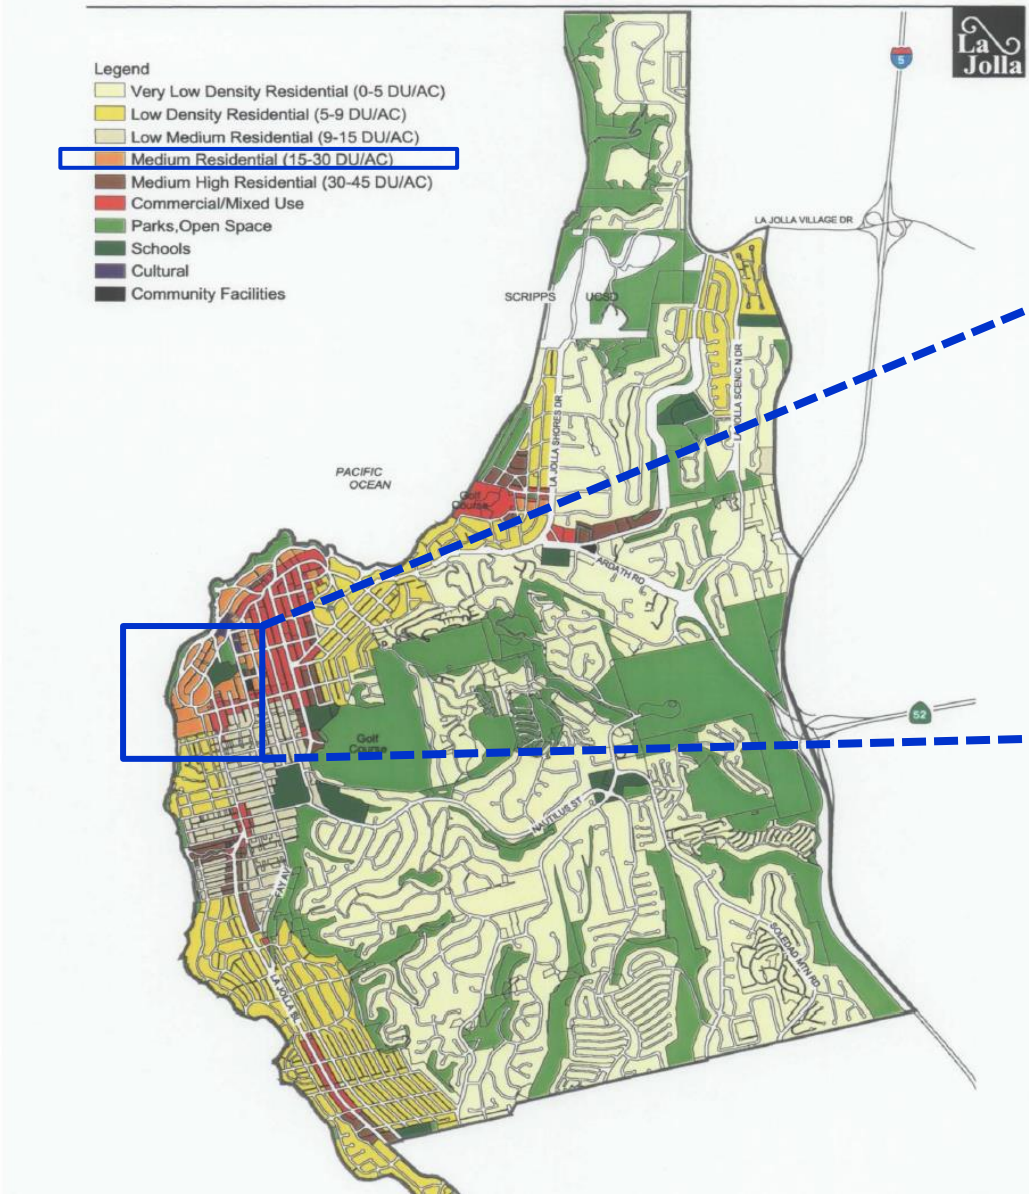 La
Jolla
Legend
Very Low Density Residential (0-5 DU/AC)
Low Density Residential (5-9 DU/AC)
Low Medium Residential (9-15 DU/AC)
Medium Residential (15-30 DU/AC)
Medium High Residential (30-45 DU/AC)
Commercial/Mixed Use
Parks,Open Space
Schools
Cultural
Community Facilities
5
LA JOLLA VILLAGE DR
SCRIPPS
UCSD
LA JOLLA SCENIC N DR
LA JOLLA SHORES DR
PACIFIC
OCEAN
Golf
Course
ARDATH RD
52
Golf
Course
NAUTILUS ST
FAY AV
SOLEDAD MTN RD
LA JOLLA BL